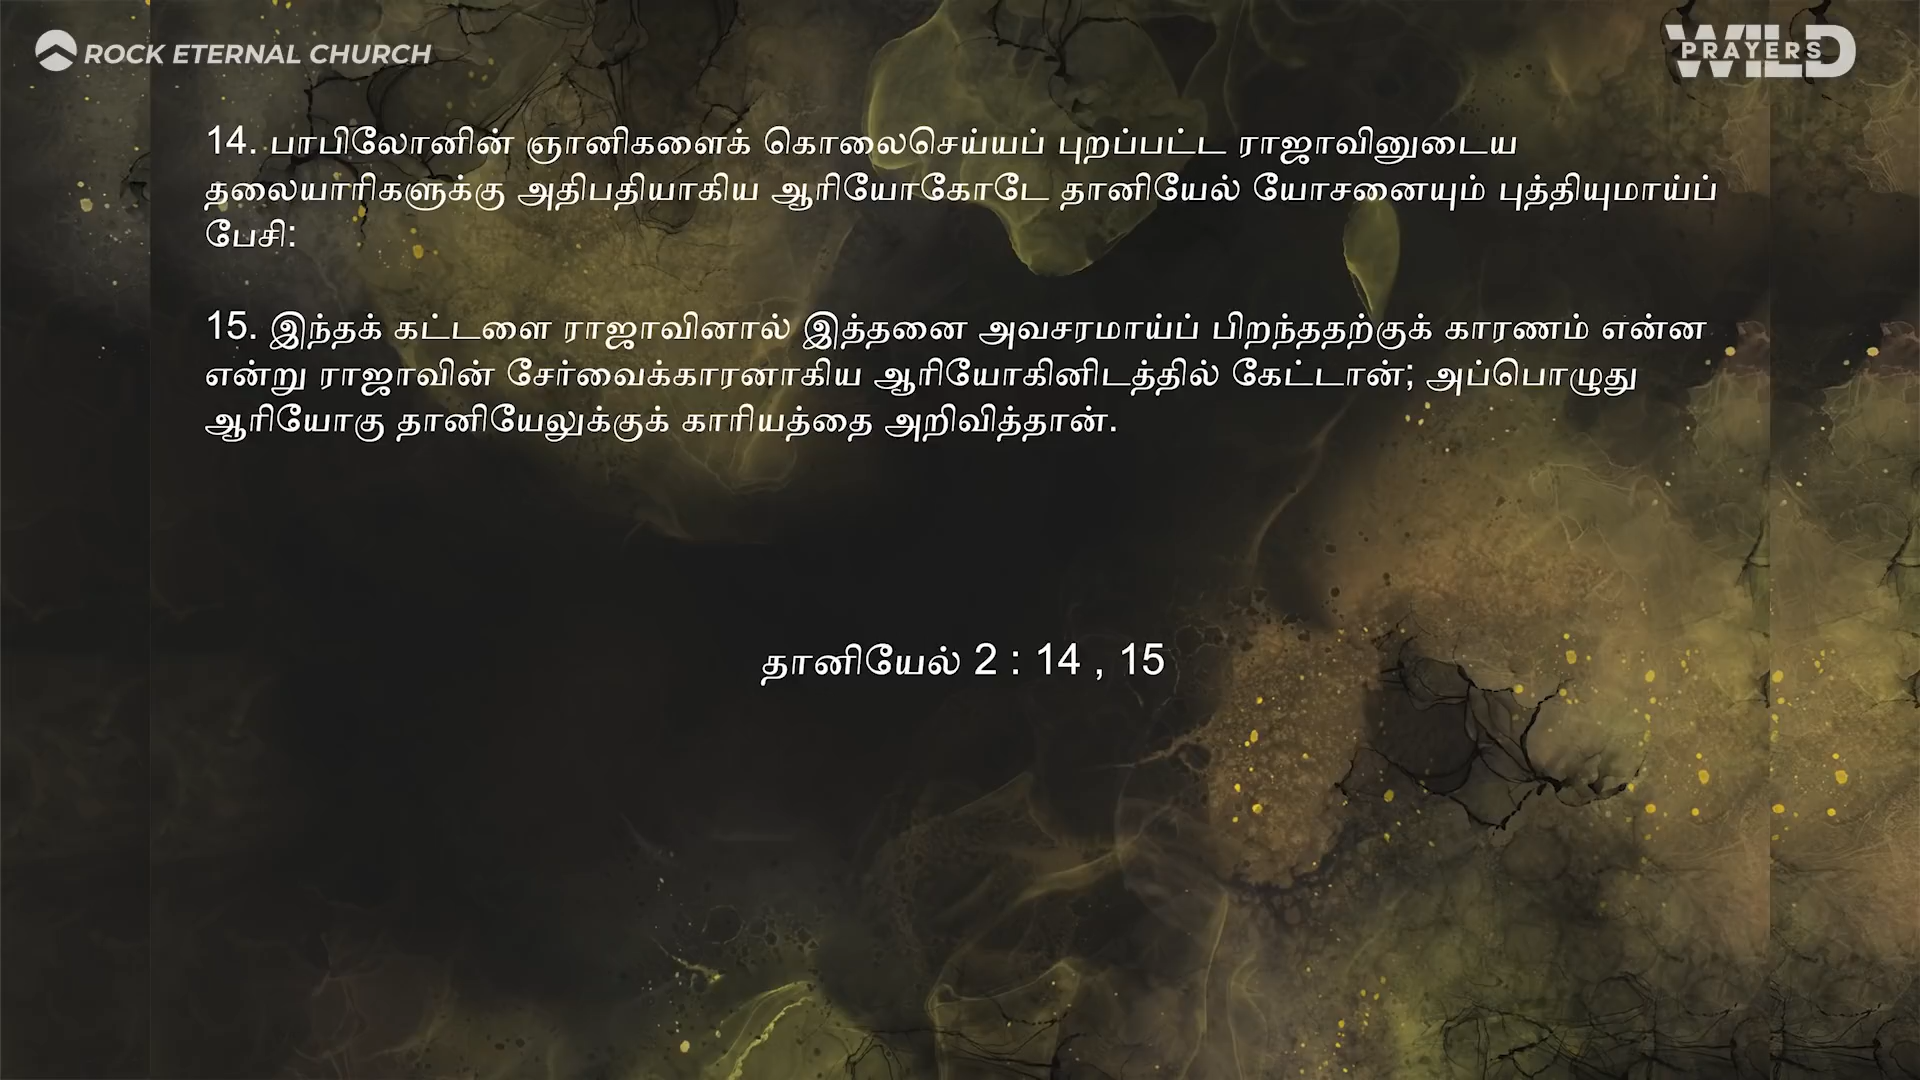 ROCK ETERNAL CHURCH
WILD
PRAYERS
14. பாபிலோனின் ஞானிகளைக் கொலைசெய்யப் புறப்பட்ட ராஜாவினுடைய
தலையாரிகளுக்கு அதிபதியாகிய ஆரியோகோடே தானியேல் யோசனையும் புத்தியுமாய்ப்
பேசி:
15. இந்தக் கட்டளை ராஜாவினால் இத்தனை அவசரமாய்ப் பிறந்ததற்குக் காரணம் என்ன
என்று ராஜாவின் சேர்வைக்காரனாகிய ஆரியோகினிடத்தில் கேட்டான்; அப்பொழுது
ஆரியோகு தானியேலுக்குக் காரியத்தை அறிவித்தான்.
தானியேல் 2 : 14 , 15